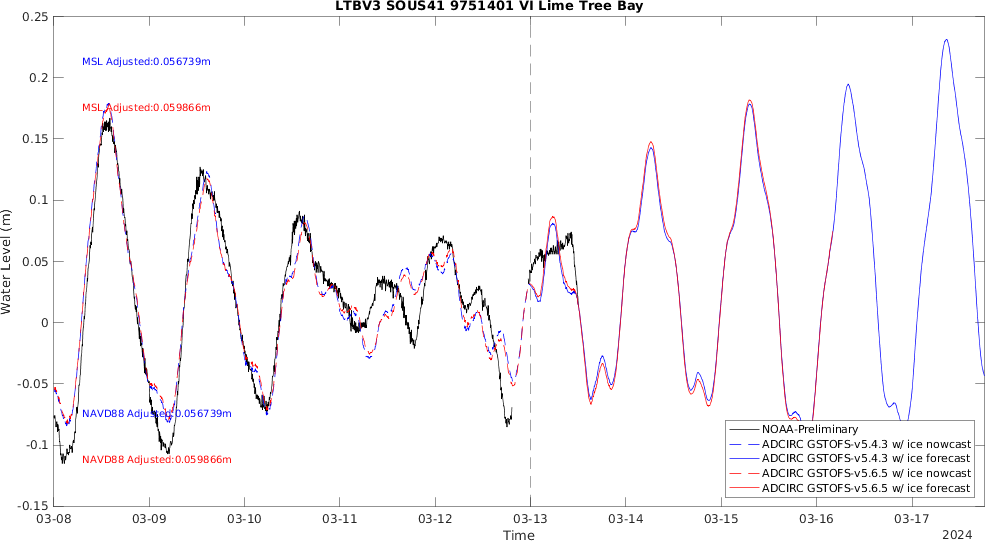 LTBV3 SOUS41 9751401 VI Lime Tree Bay
0.25
0.2
0.15
0.1
0.05
0
-0.05
-0.1
-0.15
Water Level (m)
MSL Adjusted:0.056739m
MSL Adjusted:0.059866m
NAVD88 Adjusted:0.056739m
NAVD88 Adjusted:0.059866m
NOAA-Preliminary
ADCIRC GSTOFS-v5.4.3 w/ ice nowcast
ADCIRC GSTOFS-v5.4.3 w/ ice forecast
ADCIRC GSTOFS-v5.6.5 w/ ice nowcast
ADCIRC GSTOFS-v5.6.5 w/ ice forecast
03-08 03-09 03-10 03-11 03-12 03-13 03-14 03-15 03-16 03-17
Time
2024